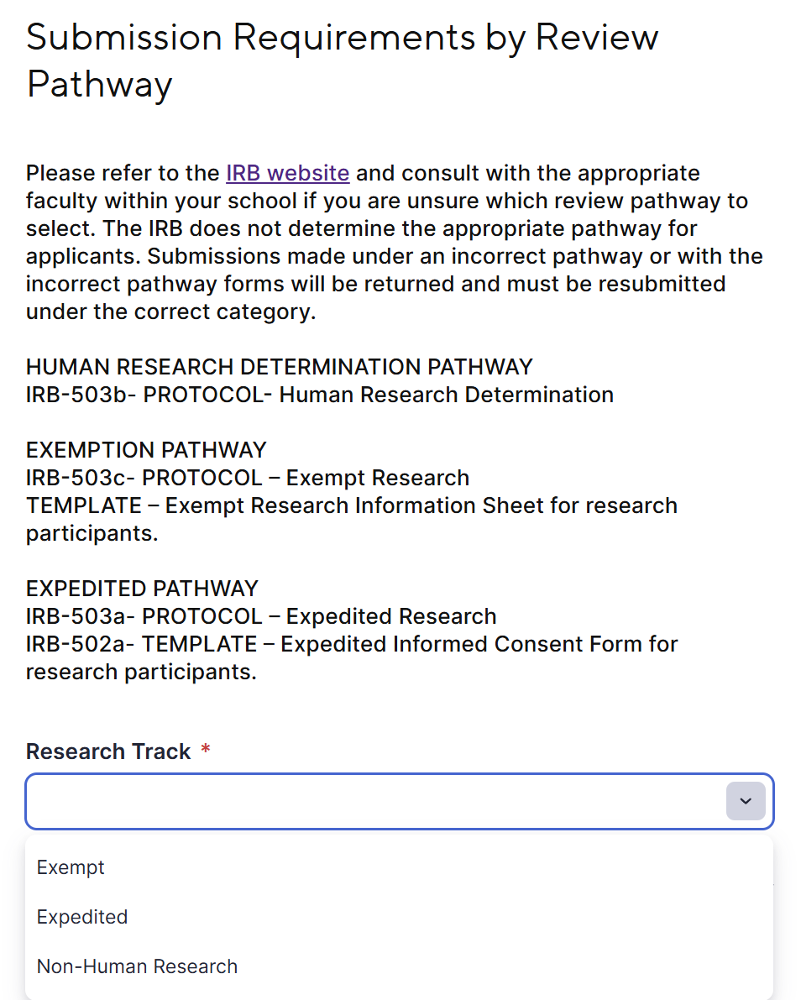 Submission Requirements by Review
Pathway
Please refer to the IRB website and consult with the appropriate
faculty within your school if you are unsure which review pathway to
select. The IRB does not determine the appropriate pathway for
applicants. Submissions made under an incorrect pathway or with the
incorrect pathway forms will be returned and must be resubmitted
under the correct category.
HUMAN RESEARCH DETERMINATION PATHWAY
IRB-503b- PROTOCOL- Human Research Determination
EXEMPTION PATHWAY
IRB-503c- PROTOCOL – Exempt Research
TEMPLATE – Exempt Research Information Sheet for research
participants.
EXPEDITED PATHWAY
IRB-503a- PROTOCOL – Expedited Research
IRB-502a- TEMPLATE – Expedited Informed Consent Form for
research participants.
Research Track *
Exempt
Expedited
Non-Human Research